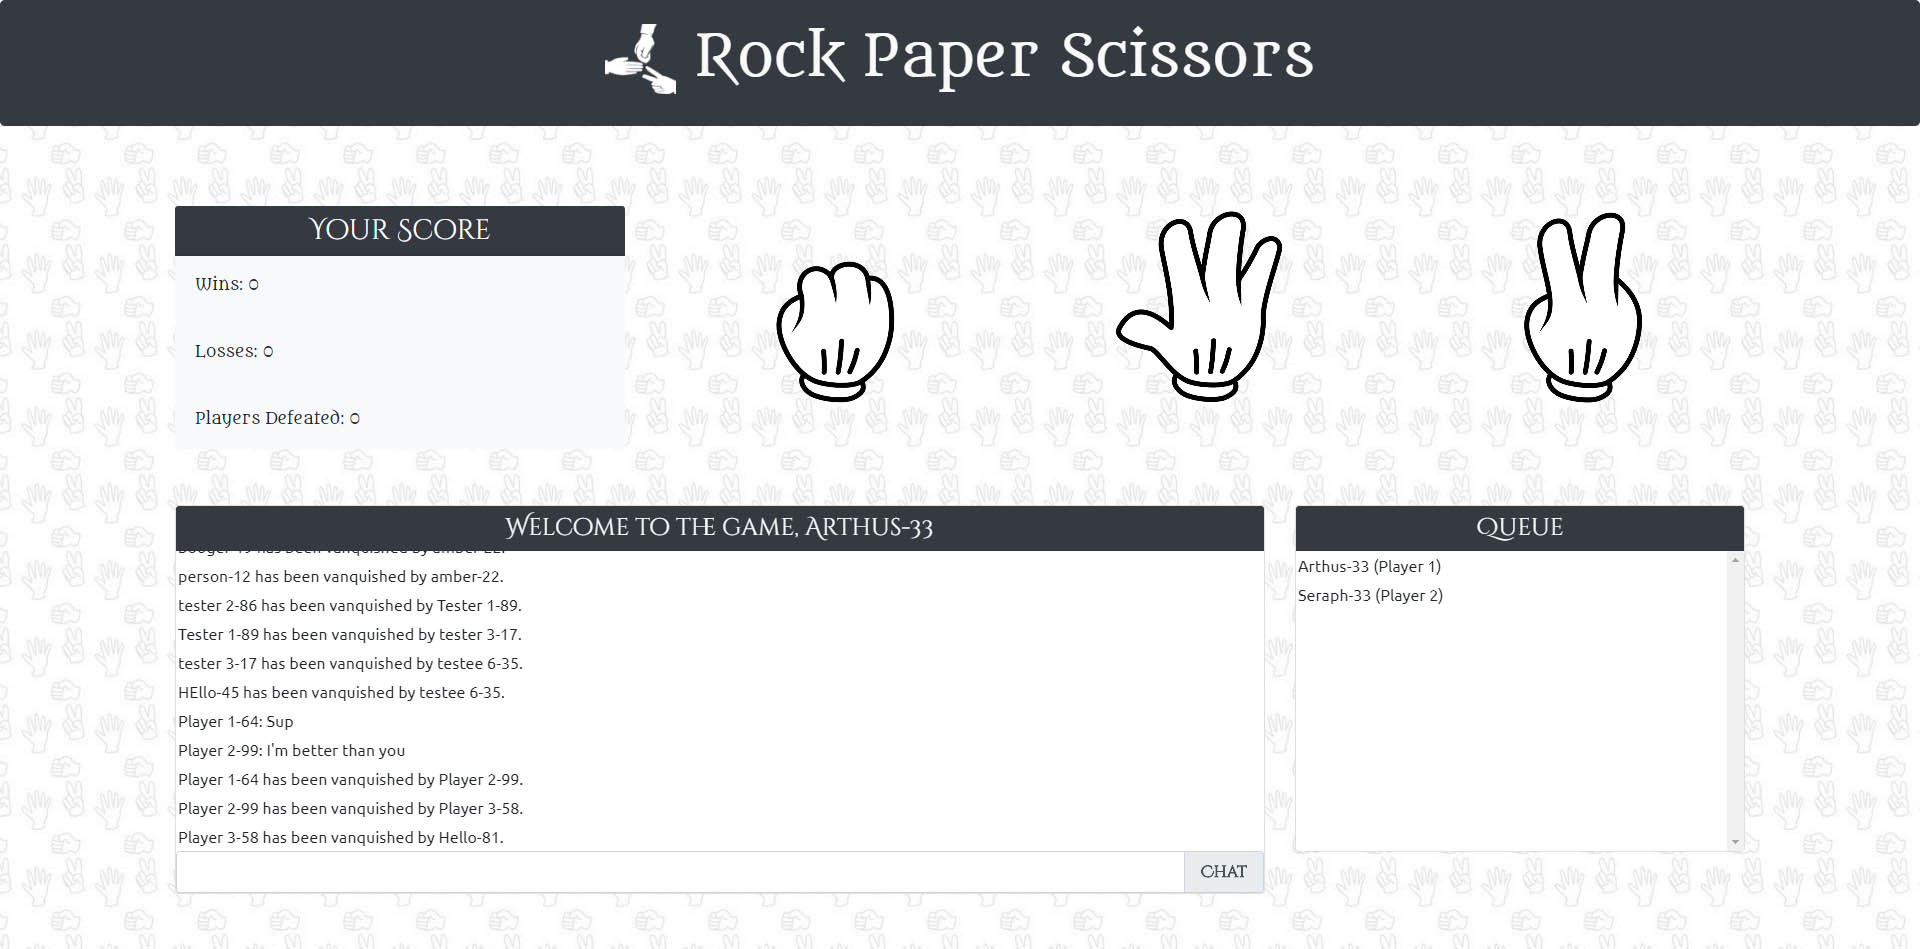 Rock Paper Scissors
Your Score
Wins: 0
Losses: 0
Players Defeated: 0
Welcome to the game, Arthus-33
person-12 has been vanquished by amber-22.
tester 2-86 has been vanquished by Tester 1-89.
Tester 1-89 has been vanquished by tester 3-17.
tester 3-17 has been vanquished by testee 6-35.
HEllo-45 has been vanquished by testee 6-35.
Player 1-64: Sup
Player 2-99: I'm better than you
Player 1-64 has been vanquished by Player 2-99.
Player 2-99 has been vanquished by Player 3-58.
Player 3-58 has been vanquished by Hello-81.
Chat
Queue
Arthus-33 (Player 1)
Seraph-33 (Player 2)